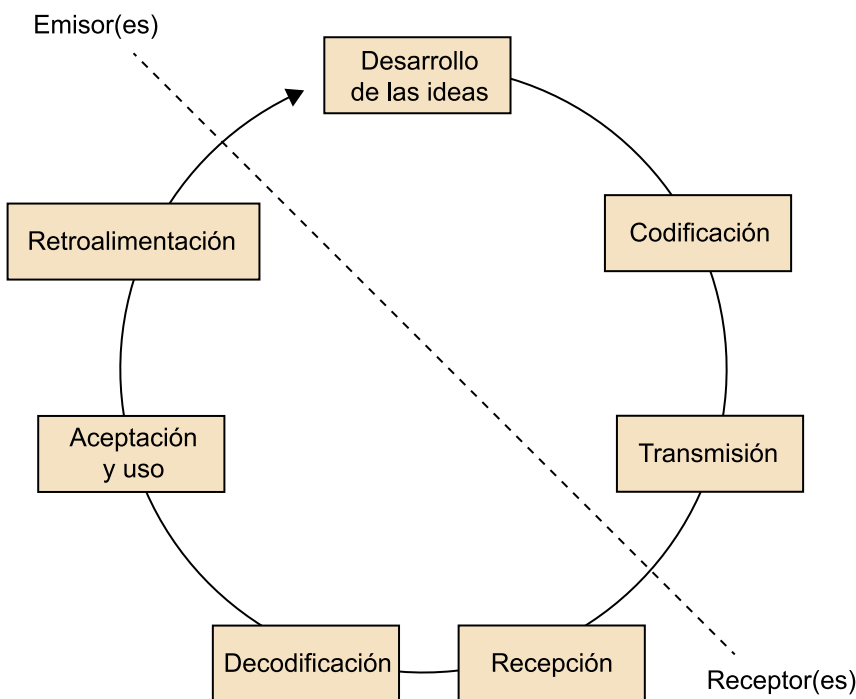 Emisor(es)
Desarrollo
de las ideas
Codificación
Transmisión
Recepción
Decodificación
Aceptación
y uso
Retroalimentación
Receptor(es)